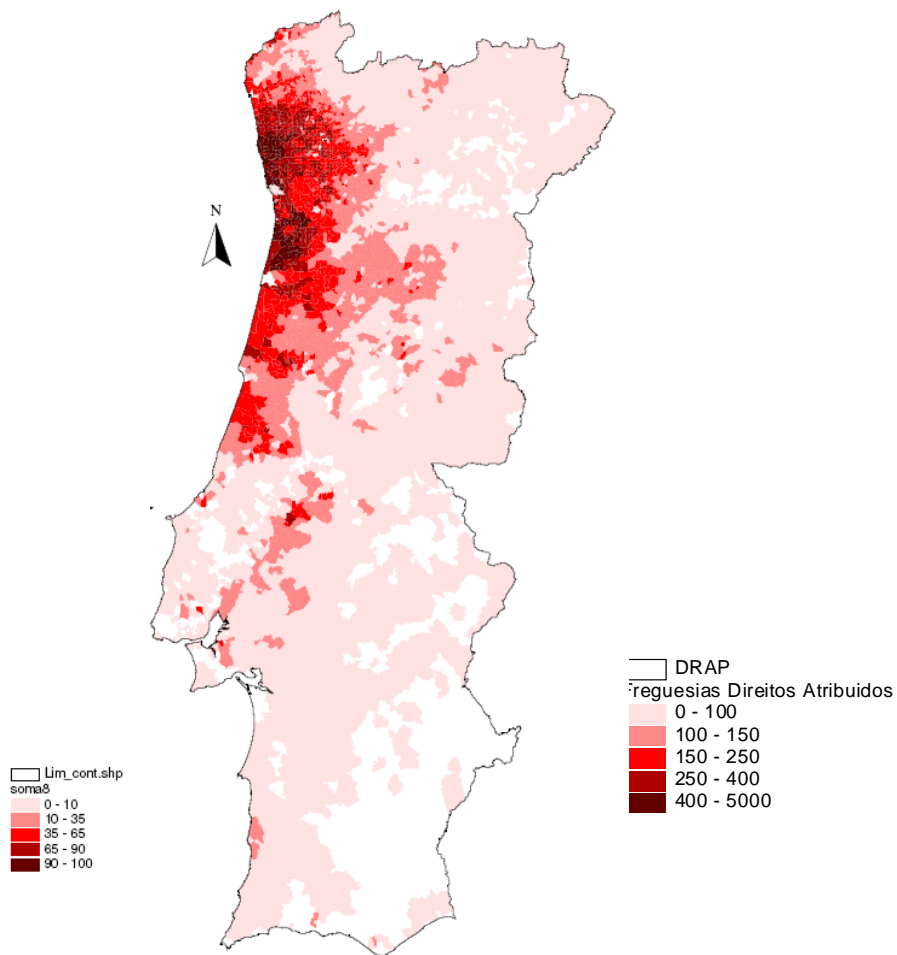 N
DRAP
Freguesias Direitos Atribuidos
0 - 100
100 - 150
150 - 250
250 - 400
400 - 5000
Lim_cont.shp
soma8
0 - 10
10 - 35
35 - 65
65 - 90
90 - 100